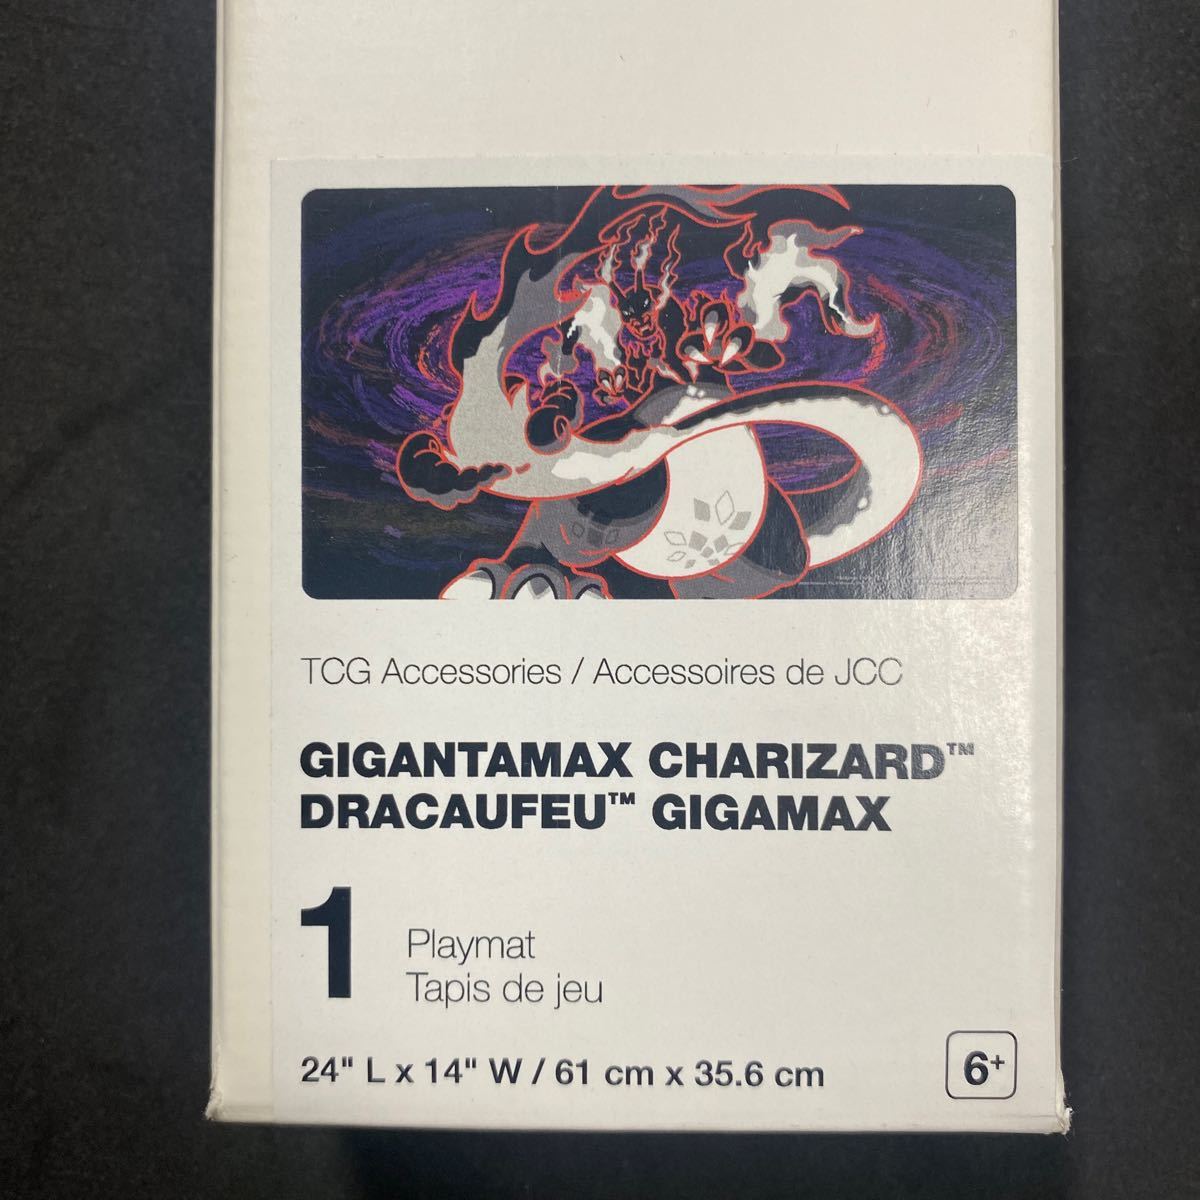 TCG Accessories / Accessoires de JCC
GIGANTAMAX CHARIZARD™
DRACAUFEU™ GIGAMAX
1
Playmat
Tapis de jeu
24" L x 14" W / 61 cm x 35.6 cm
6+